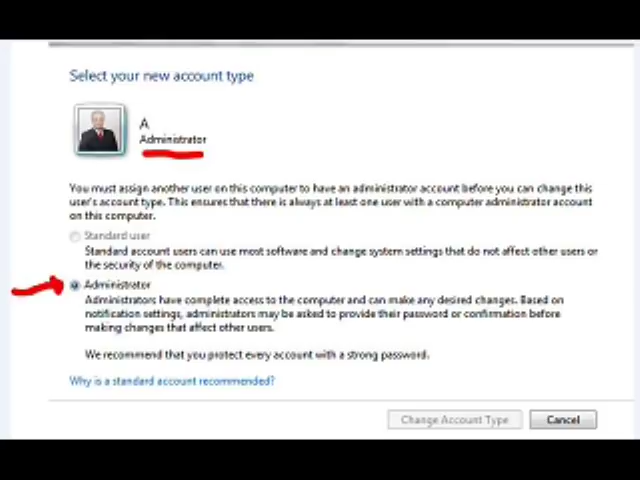 Select your new account type
A
Administrator
You must assign another user on this computer to have an administrator account before you can change this
user's account type. This ensures that there is always at least one user with a computer administrator account
on this computer.
Standard user
Standard account users can use most software and change system settings that do not affect other users or
the security of the computer.
Administrator
Administrators have complete access to the computer and can make any desired changes. Based on
notification settings, administrators may be asked to provide their password or confirmation before
making changes that affect other users.
We recommend that you protect every account with a strong password.
Why is a standard account recommended?
Change Account Type Cancel